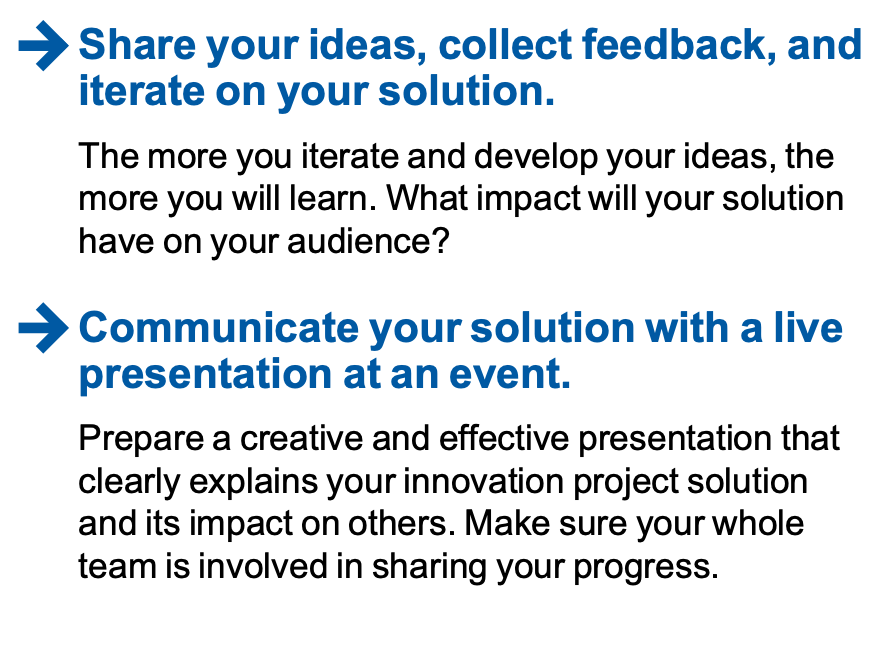 Share your ideas, collect feedback, and
iterate on your solution.
The more you iterate and develop your ideas, the
more you will learn. What impact will your solution
have on your audience?
Communicate your solution with a live
presentation at an event.
Prepare a creative and effective presentation that
clearly explains your innovation project solution
and its impact on others. Make sure your whole
team is involved in sharing your progress.